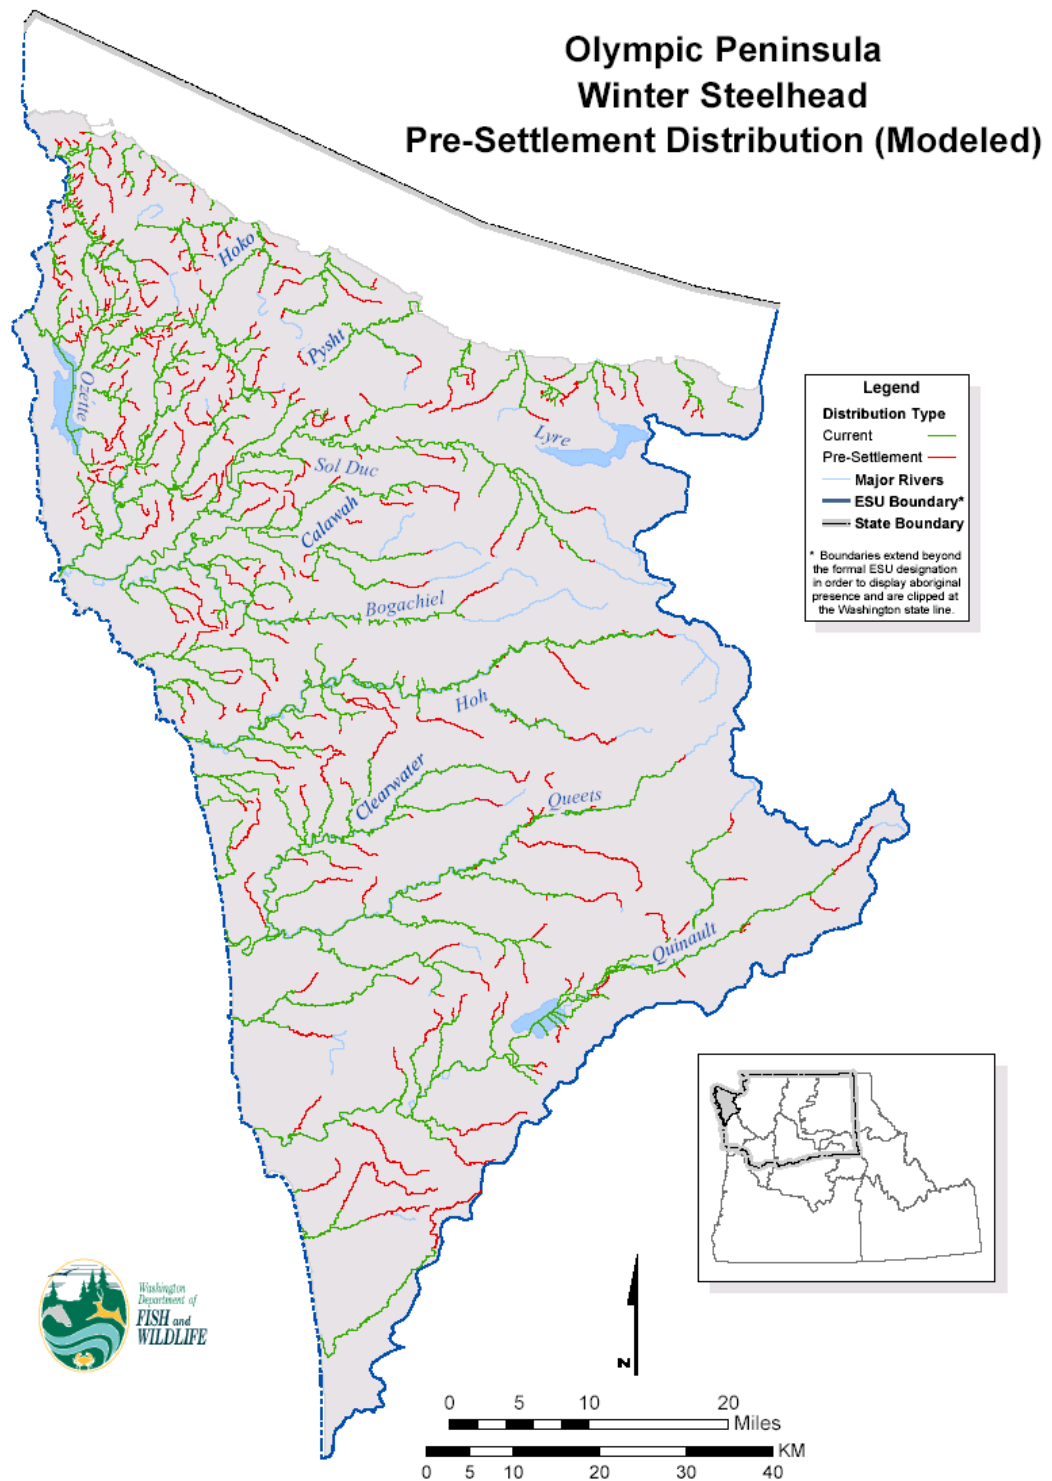 Olympic Peninsula
Winter Steelhead
Pre-Settlement Distribution (Modeled)
Hoko
Pysht
Ozette
Lyre
Sol Duc
Calawah
Bogachiel
Hoh
Clearwater
Queets
Quinault
Legend
Distribution Type
Current
Pre-Settlement
Major Rivers
ESU Boundary*
State Boundary
* Boundaries extend beyond
the formal ESU designation
in order to display aboriginal
presence and are clipped at
the Washington state line.
Washington
Department of
FISH and
WILDLIFE
N
0 5 10 20
Miles
KM
0 5 10 20 30 40